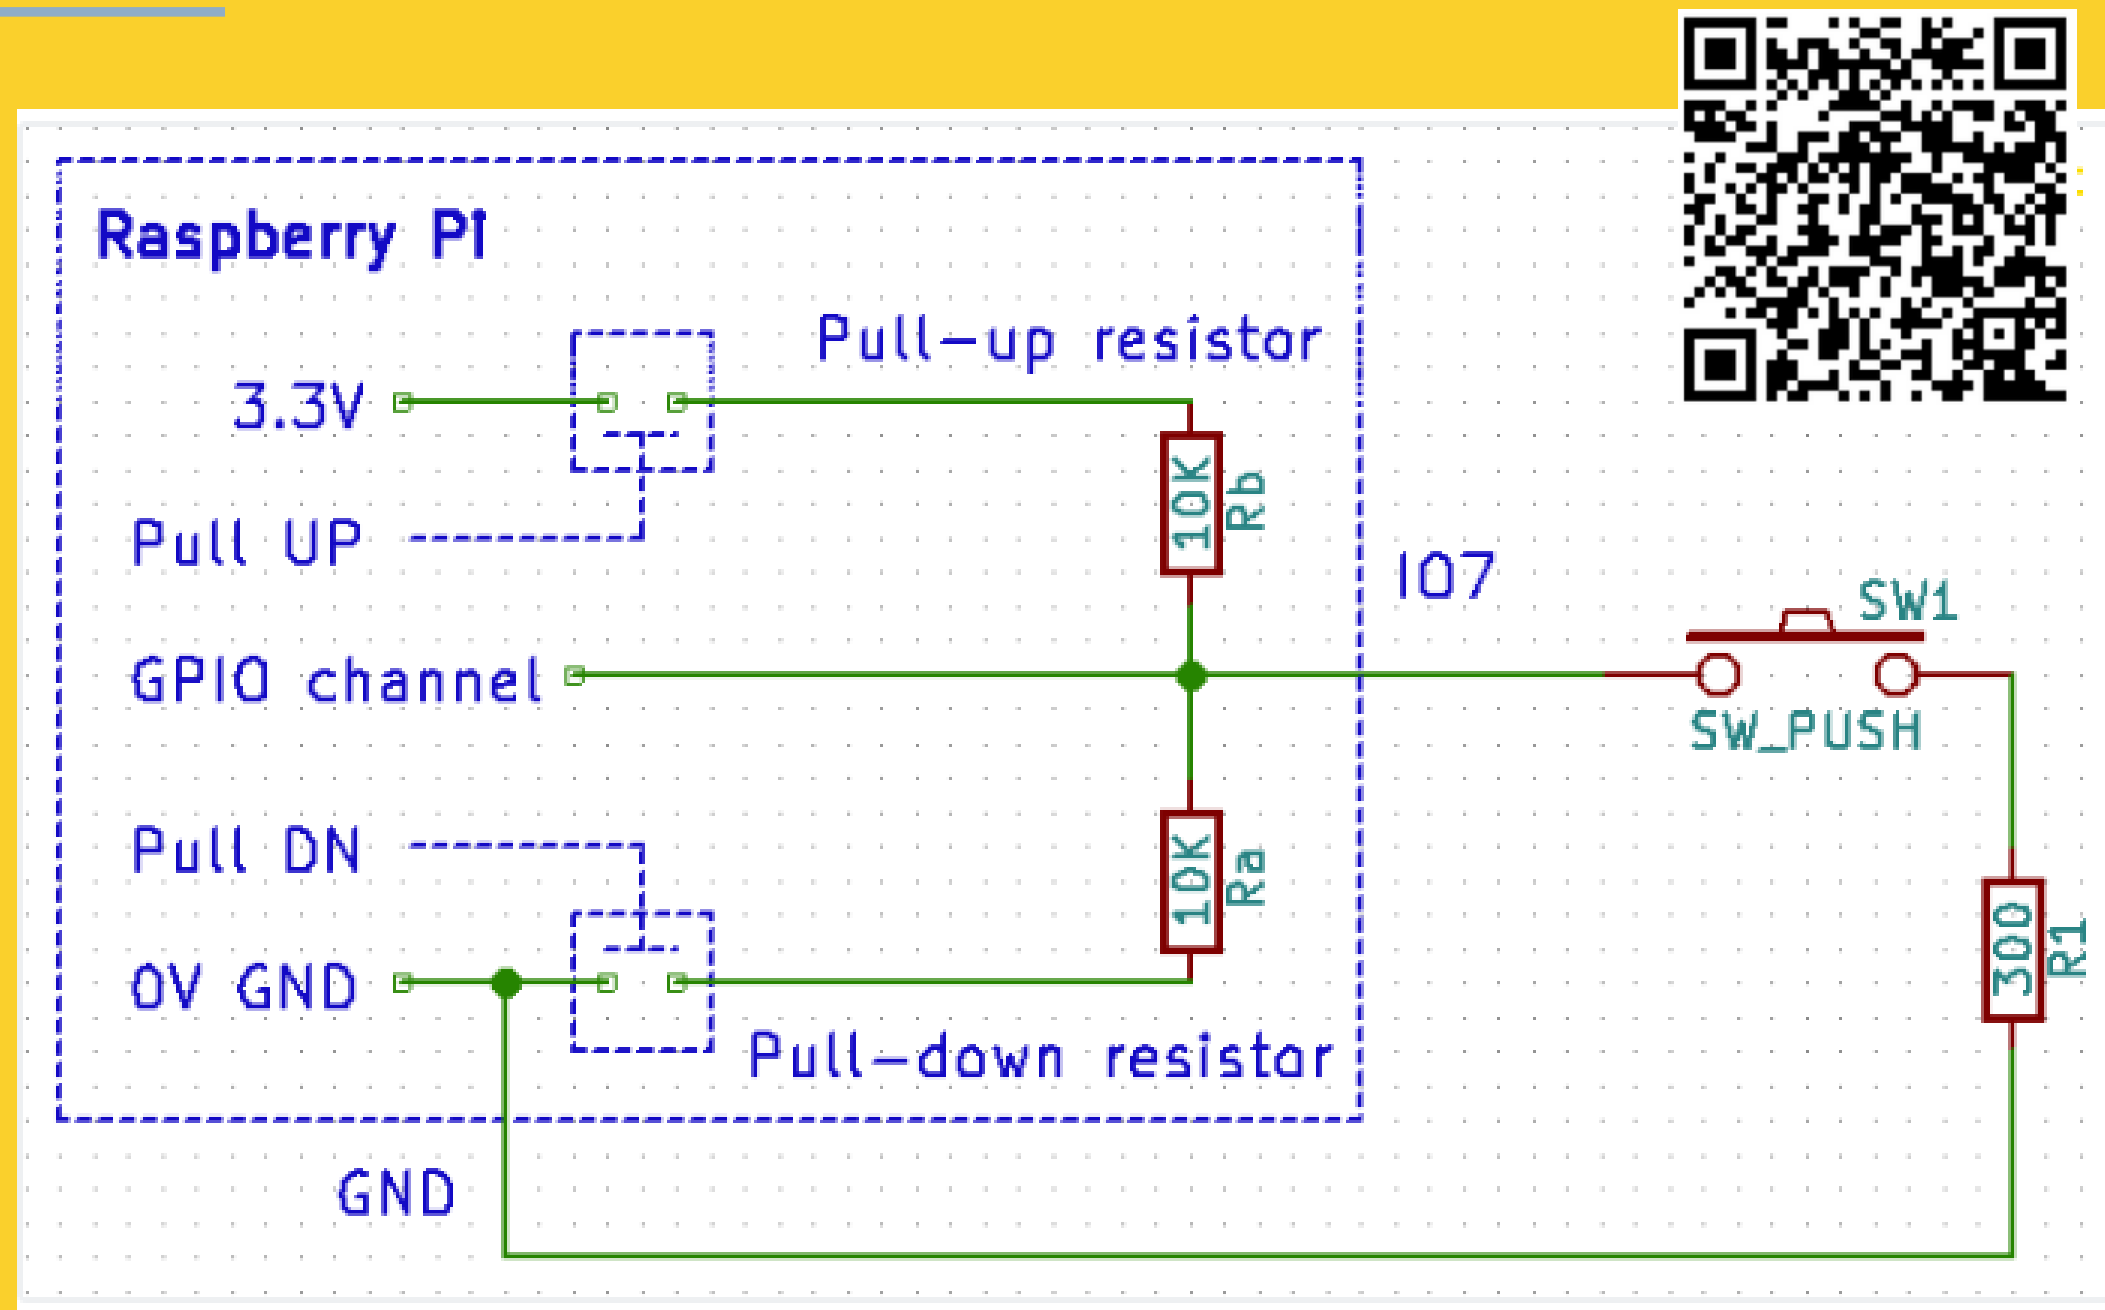 Raspberry Pi
Pull-up resistor
3.3V
10K
Rb
Pull UP
IO7
SW1
GPIO channel
SW_PUSH
Pull DN
10K
Ra
300
R1
0V GND
Pull-down resistor
GND